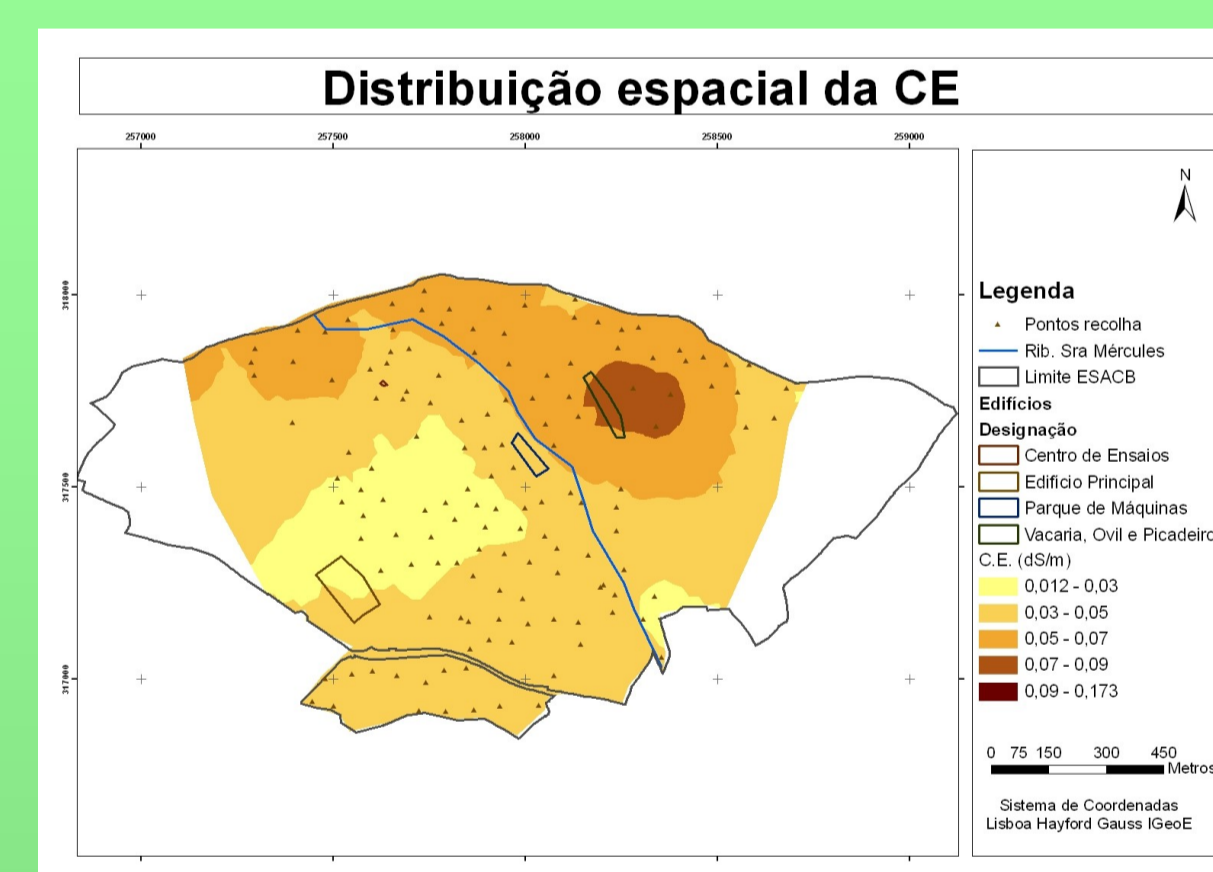 Distribuição espacial da CE
257000 257500 258000 258500 259000
318000
317500
317000
N
Legenda
Pontos recolha
Rib. Sra Mércules
Limite ESACB
Edifícios
Designação
Centro de Ensaios
Edifício Principal
Parque de Máquinas
Vacaria, Ovil e Picadeiro
C.E. (dS/m)
0,012 - 0,03
0,03 - 0,05
0,05 - 0,07
0,07 - 0,09
0,09 - 0,173
0 75 150 300 450
Metros
Sistema de Coordenadas
Lisboa Hayford Gauss IGeoE